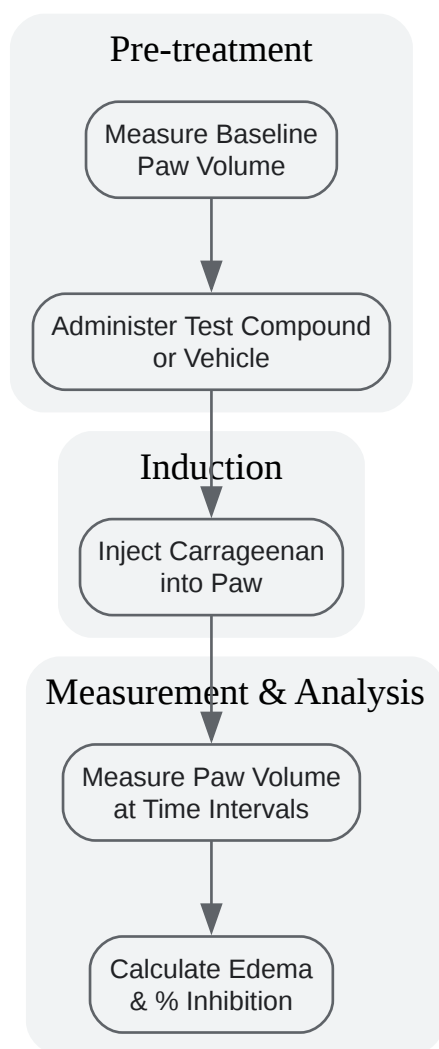 Pre-treatment
Measure Baseline
Paw Volume
Administer Test Compound
or Vehicle
Induction
Inject Carrageenan
into Paw
Measurement & Analysis
Measure Paw Volume
at Time Intervals
Calculate Edema
& % Inhibition